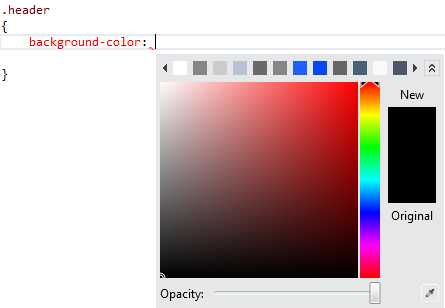 .header
{
background-color:
}
New
Original
Opacity: